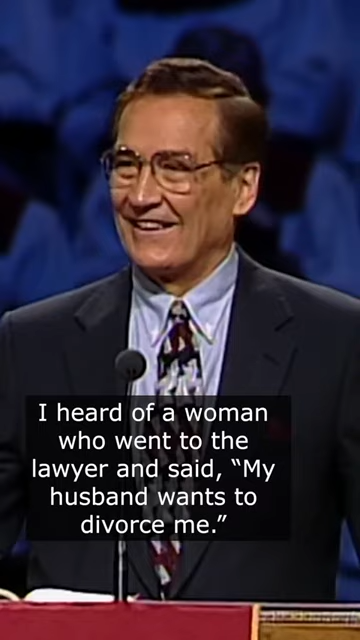 I heard of a woman
who went to the
lawyer and said, “My
husband wants to
divorce me.”